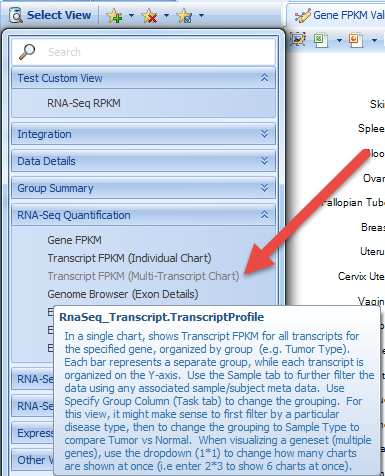 Select View
Gene FPKM Val
Search
Test Custom View
RNA-Seq RPKM
Integration
Data Details
Group Summary
RNA-Seq Quantification
Gene FPKM
Transcript FPKM (Individual Chart)
Transcript FPKM (Multi-Transcript Chart)
Genome Browser (Exon Details)
RnaSeq_Transcript.TranscriptProfile
In a single chart, shows Transcript FPKM for all transcripts
for the specified gene, organized by group (e.g. Tumor Type).
Each bar represents a separate group, while each transcript is
organized on the Y-axis. Use the Sample tab to further filter the
data using any associated sample/subject meta data. Use
Specify Group Column (Task tab) to change the grouping. For
this view, it might make sense to first filter by a particular
disease type, then to change the grouping to Sample Type to
compare Tumor vs Normal. When visualizing a geneset (multiple
genes), use the dropdown (1*1) to change how many charts
are shown at once (i.e enter 2*3 to show 6 charts at once).
E
E
E
RNA-Se
RNA-Se
Express
Other V
Ski
Splee
Bloo
Ovar
Fallopian Tube
Breas
Uteru
Cervix Ute
Vagin